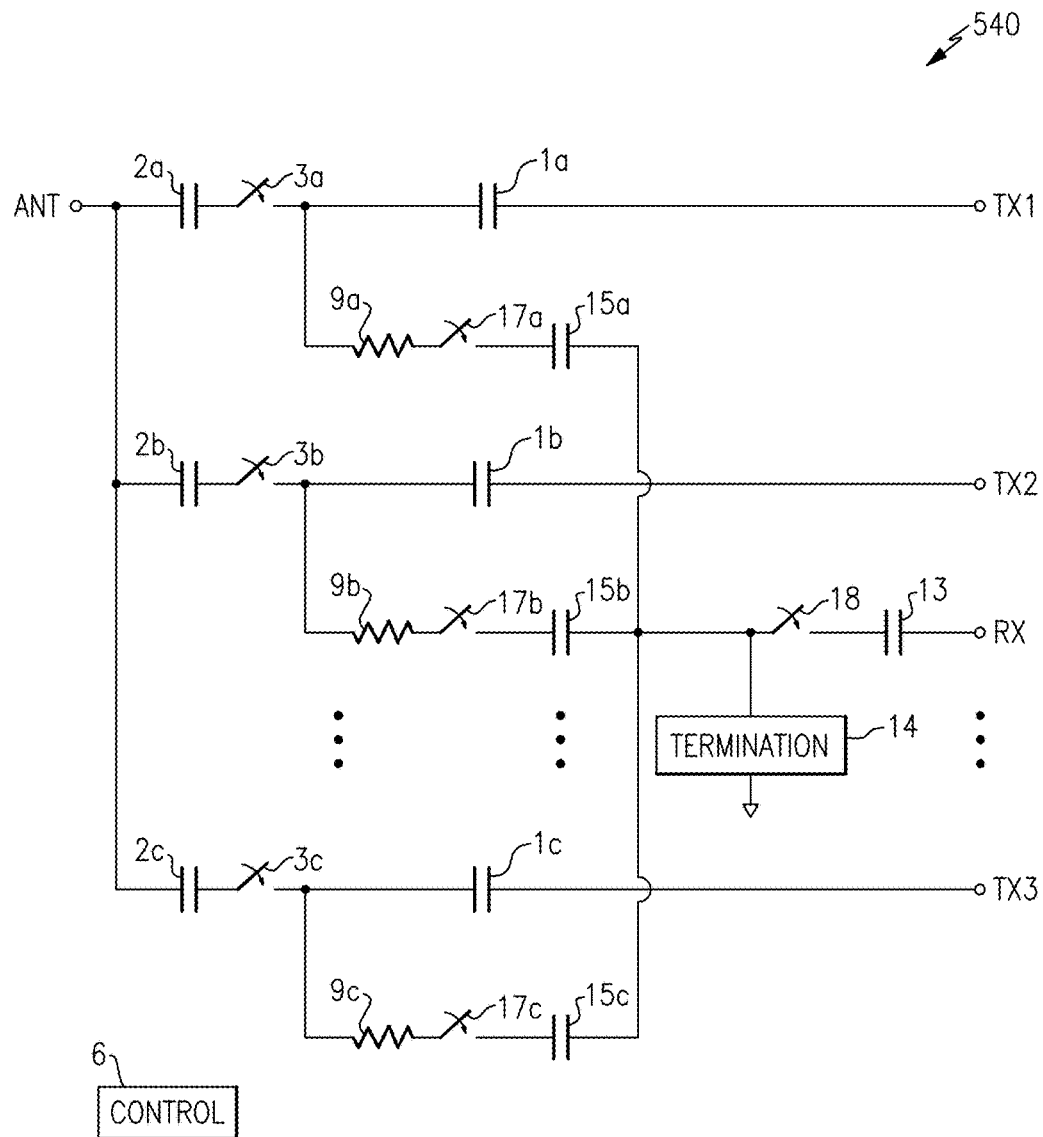 540
2a
3a
1a
ANT
TX1
9a
17a
15a
2b
3b
1b
TX2
9b
17b
15b
18
13
RX
TERMINATION
14
2c
3c
1c
TX3
9c
17c
15c
6
CONTROL